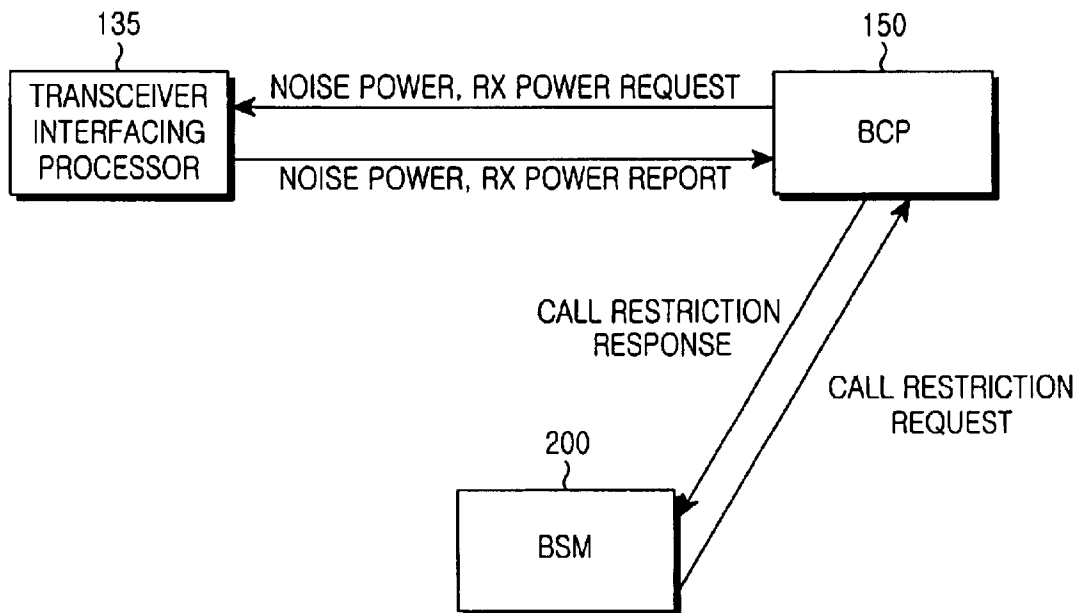 135
150
TRANSCEIVER
INTERFACING
PROCESSOR
NOISE POWER, RX POWER REQUEST
BCP
NOISE POWER, RX POWER REPORT
CALL RESTRICTION
RESPONSE
CALL RESTRICTION
REQUEST
200
BSM